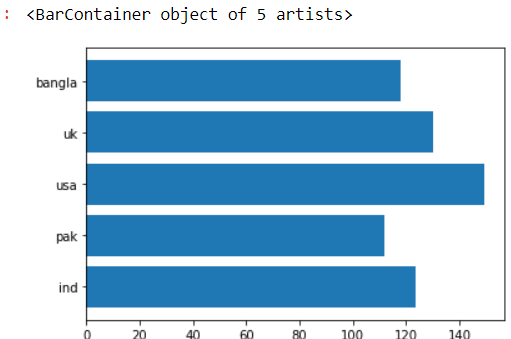 : <BarContainer object of 5 artists>
bangla
uk
usa
pak
ind
0 20 40 60 80 100 120 140